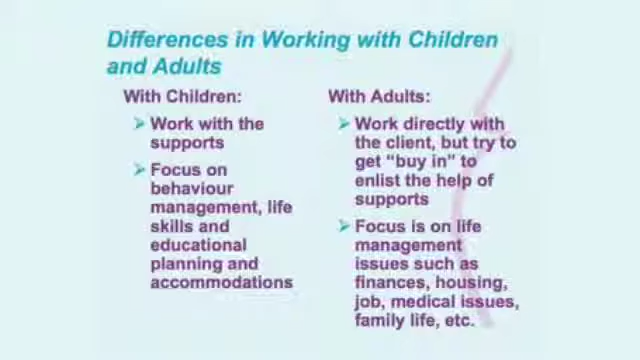 Differences in Working with Children
and Adults
With Children:
Work with the
supports
Focus on
behaviour
management, life
skills and
educational
planning and
accommodations
With Adults:
Work directly with
the client, but try to
get “buy in” to
enlist the help of
supports
Focus is on life
management
issues such as
finances, housing,
job, medical issues,
family life, etc.